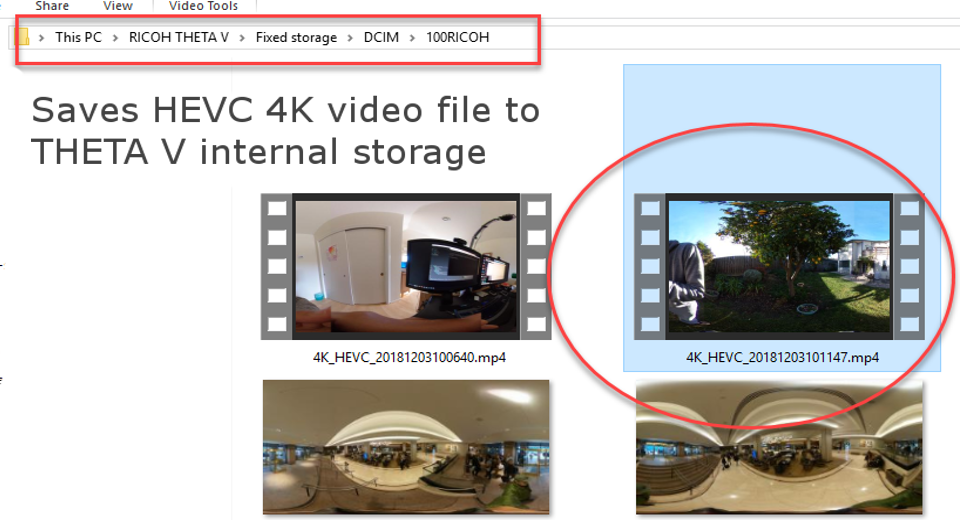 Share View Video Tools
This PC > RICOH THETA V > Fixed storage > DCIM > 100RICOH
Saves HEVC 4K video file to
THETA V internal storage
4K_HEVC_20181203100640.mp4 4K_HEVC_20181203101147.mp4